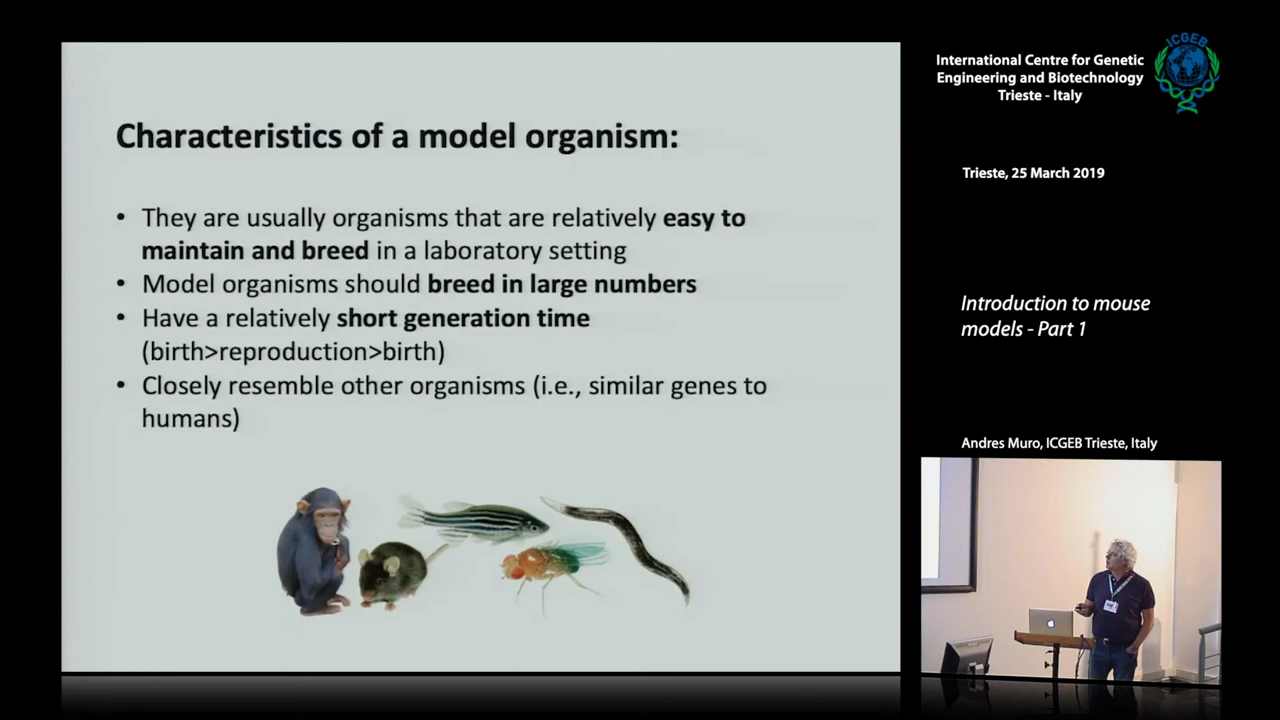 Characteristics of a model organism:
• They are usually organisms that are relatively easy to
maintain and breed in a laboratory setting
• Model organisms should breed in large numbers
• Have a relatively short generation time
(birth>reproduction>birth)
• Closely resemble other organisms (i.e., similar genes to
humans)
International Centre for Genetic
Engineering and Biotechnology
Trieste - Italy
ICGEB
Trieste, 25 March 2019
Introduction to mouse
models - Part 1
Andres Muro, ICGEB Trieste, Italy